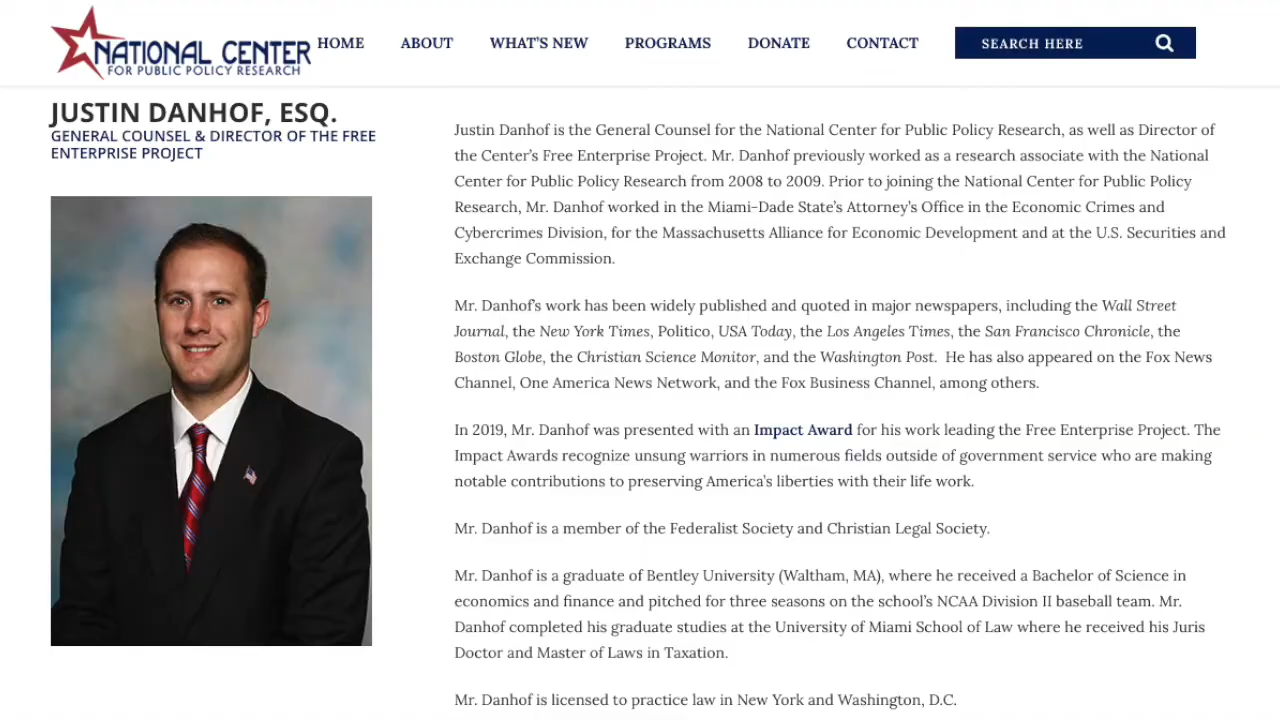 NATIONAL CENTER
FOR PUBLIC POLICY RESEARCH
HOME ABOUT WHAT'S NEW PROGRAMS DONATE CONTACT SEARCH HERE
JUSTIN DANHOF, ESQ.
GENERAL COUNSEL & DIRECTOR OF THE FREE
ENTERPRISE PROJECT
Justin Danhof is the General Counsel for the National Center for Public Policy Research, as well as Director of
the Center's Free Enterprise Project. Mr. Danhof previously worked as a research associate with the National
Center for Public Policy Research from 2008 to 2009. Prior to joining the National Center for Public Policy
Research, Mr. Danhof worked in the Miami-Dade State's Attorney's Office in the Economic Crimes and
Cybercrimes Division, for the Massachusetts Alliance for Economic Development and at the U.S. Securities and
Exchange Commission.
Mr. Danhof's work has been widely published and quoted in major newspapers, including the Wall Street
Journal, the New York Times, Politico, USA Today, the Los Angeles Times, the San Francisco Chronicle, the
Boston Globe, the Christian Science Monitor, and the Washington Post. He has also appeared on the Fox News
Channel, One America News Network, and the Fox Business Channel, among others.
In 2019, Mr. Danhof was presented with an Impact Award for his work leading the Free Enterprise Project. The
Impact Awards recognize unsung warriors in numerous fields outside of government service who are making
notable contributions to preserving America's liberties with their life work.
Mr. Danhof is a member of the Federalist Society and Christian Legal Society.
Mr. Danhof is a graduate of Bentley University (Waltham, MA), where he received a Bachelor of Science in
economics and finance and pitched for three seasons on the school's NCAA Division II baseball team. Mr.
Danhof completed his graduate studies at the University of Miami School of Law where he received his Juris
Doctor and Master of Laws in Taxation.
Mr. Danhof is licensed to practice law in New York and Washington, D.C.